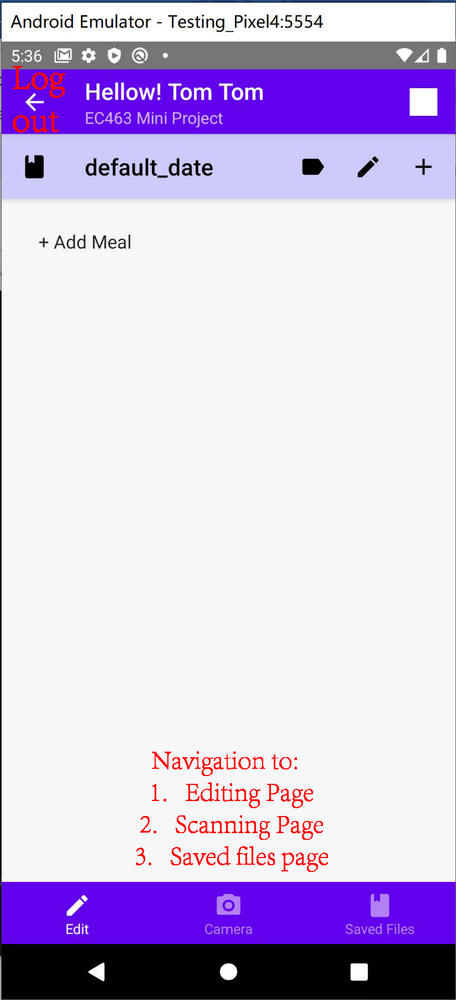 Android Emulator - Testing_Pixel4:5554
5:36
Log
out
Hellow! Tom Tom
EC463 Mini Project
default_date
+ Add Meal
Navigation to:
1. Editing Page
2. Scanning Page
3. Saved files page
Edit
Camera
Saved Files